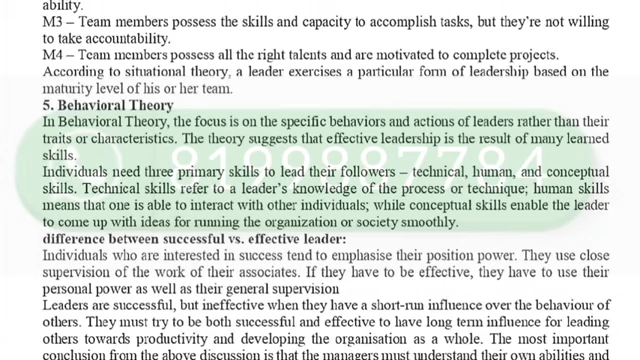 ability.
M3 – Team members possess the skills and capacity to accomplish tasks, but they're not willing
to take accountability.
M4 – Team members possess all the right talents and are motivated to complete projects.
According to situational theory, a leader exercises a particular form of leadership based on the
maturity level of his or her team.
5. Behavioral Theory
In Behavioral Theory, the focus is on the specific behaviors and actions of leaders rather than their
traits or characteristics. The theory suggests that effective leadership is the result of many learned
skills.
Individuals need three primary skills to lead their followers – technical, human, and conceptual
skills. Technical skills refer to a leader's knowledge of the process or technique; human skills
means that one is able to interact with other individuals; while conceptual skills enable the leader
to come up with ideas for running the organization or society smoothly.
difference between successful vs. effective leader:
Individuals who are interested in success tend to emphasise their position power. They use close
supervision of the work of their associates. If they have to be effective, they have to use their
personal power as well as their general supervision
Leaders are successful, but ineffective when they have a short-run influence over the behaviour of
others. They must try to be both successful and effective to have long term influence for leading
others towards productivity and developing the organisation as a whole. The most important
conclusion from the above discussion is that the managers must understand their own abilities and